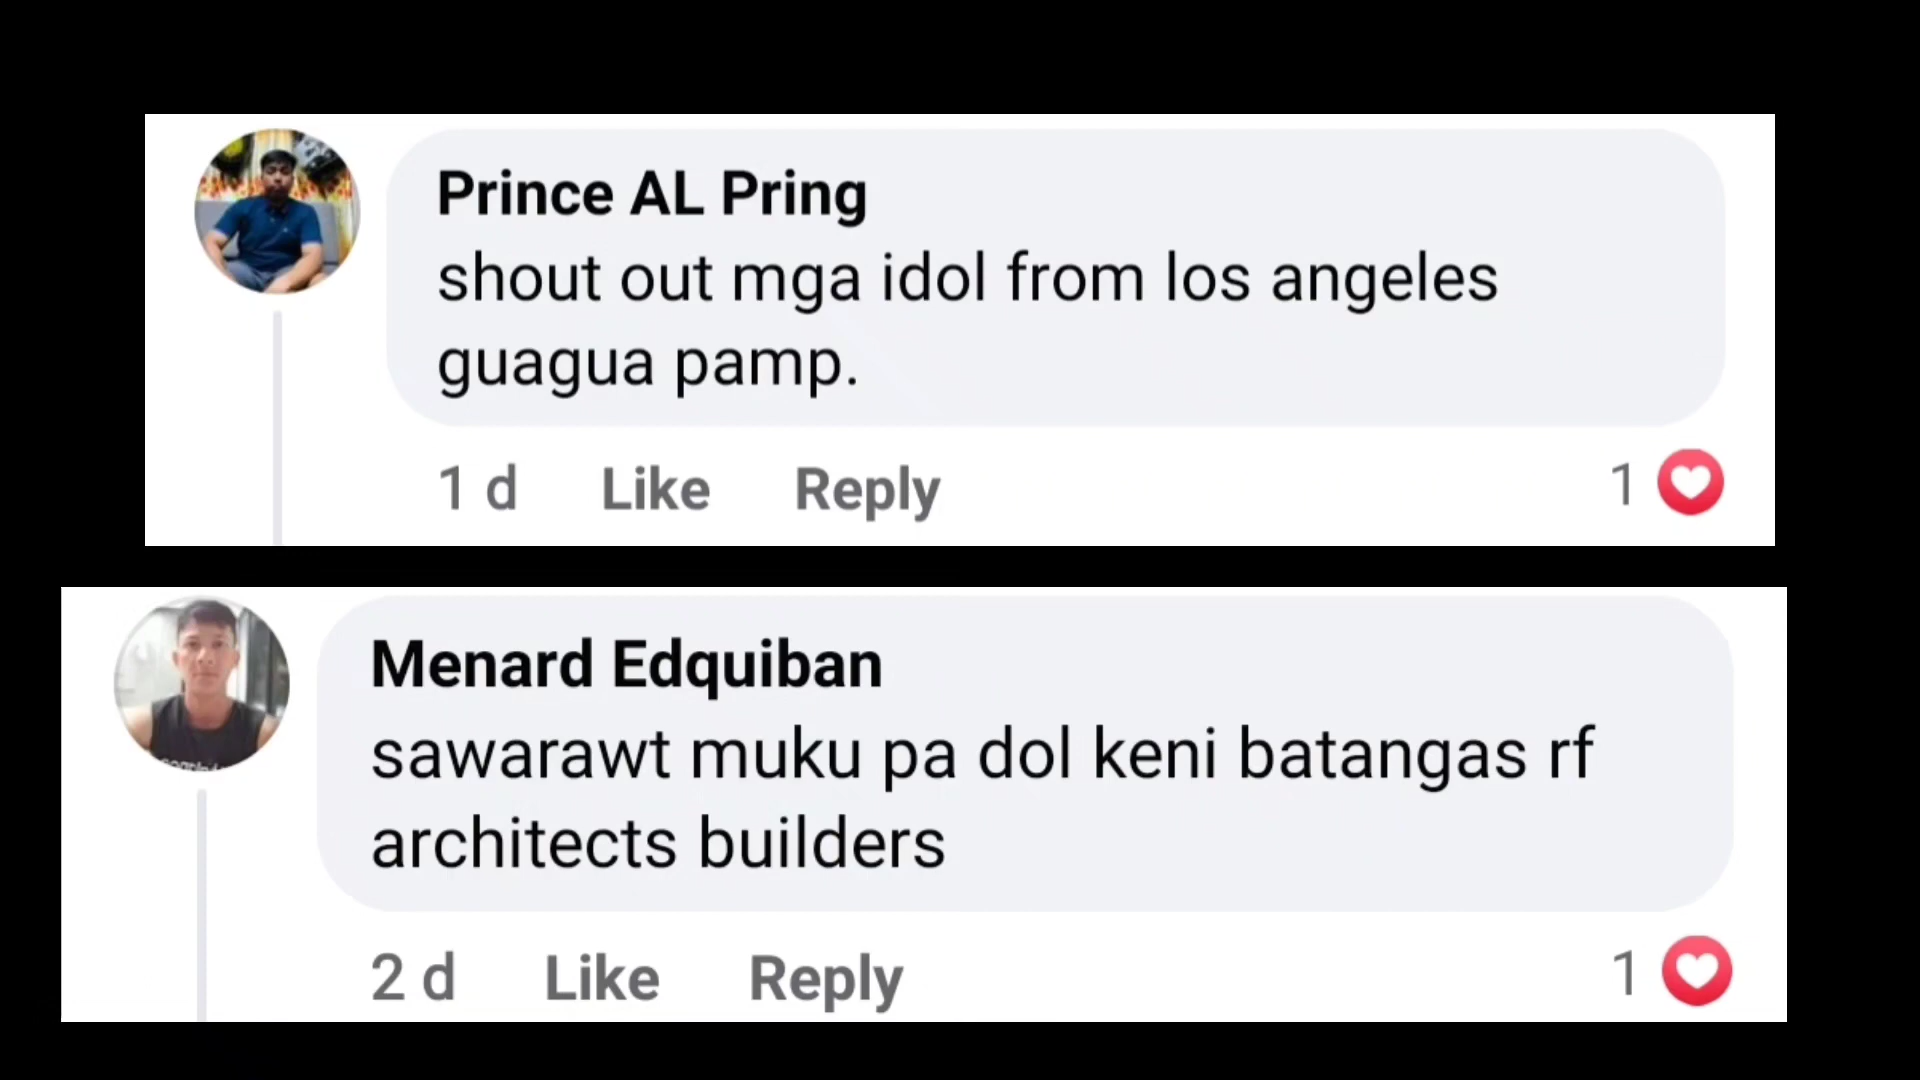 Prince AL Pring
shout out mga idol from los angeles
guagua pamp.
1 d Like Reply 1
Menard Edquiban
sawarawt muku pa dol keni batangas rf
architects builders
2 d Like Reply 1